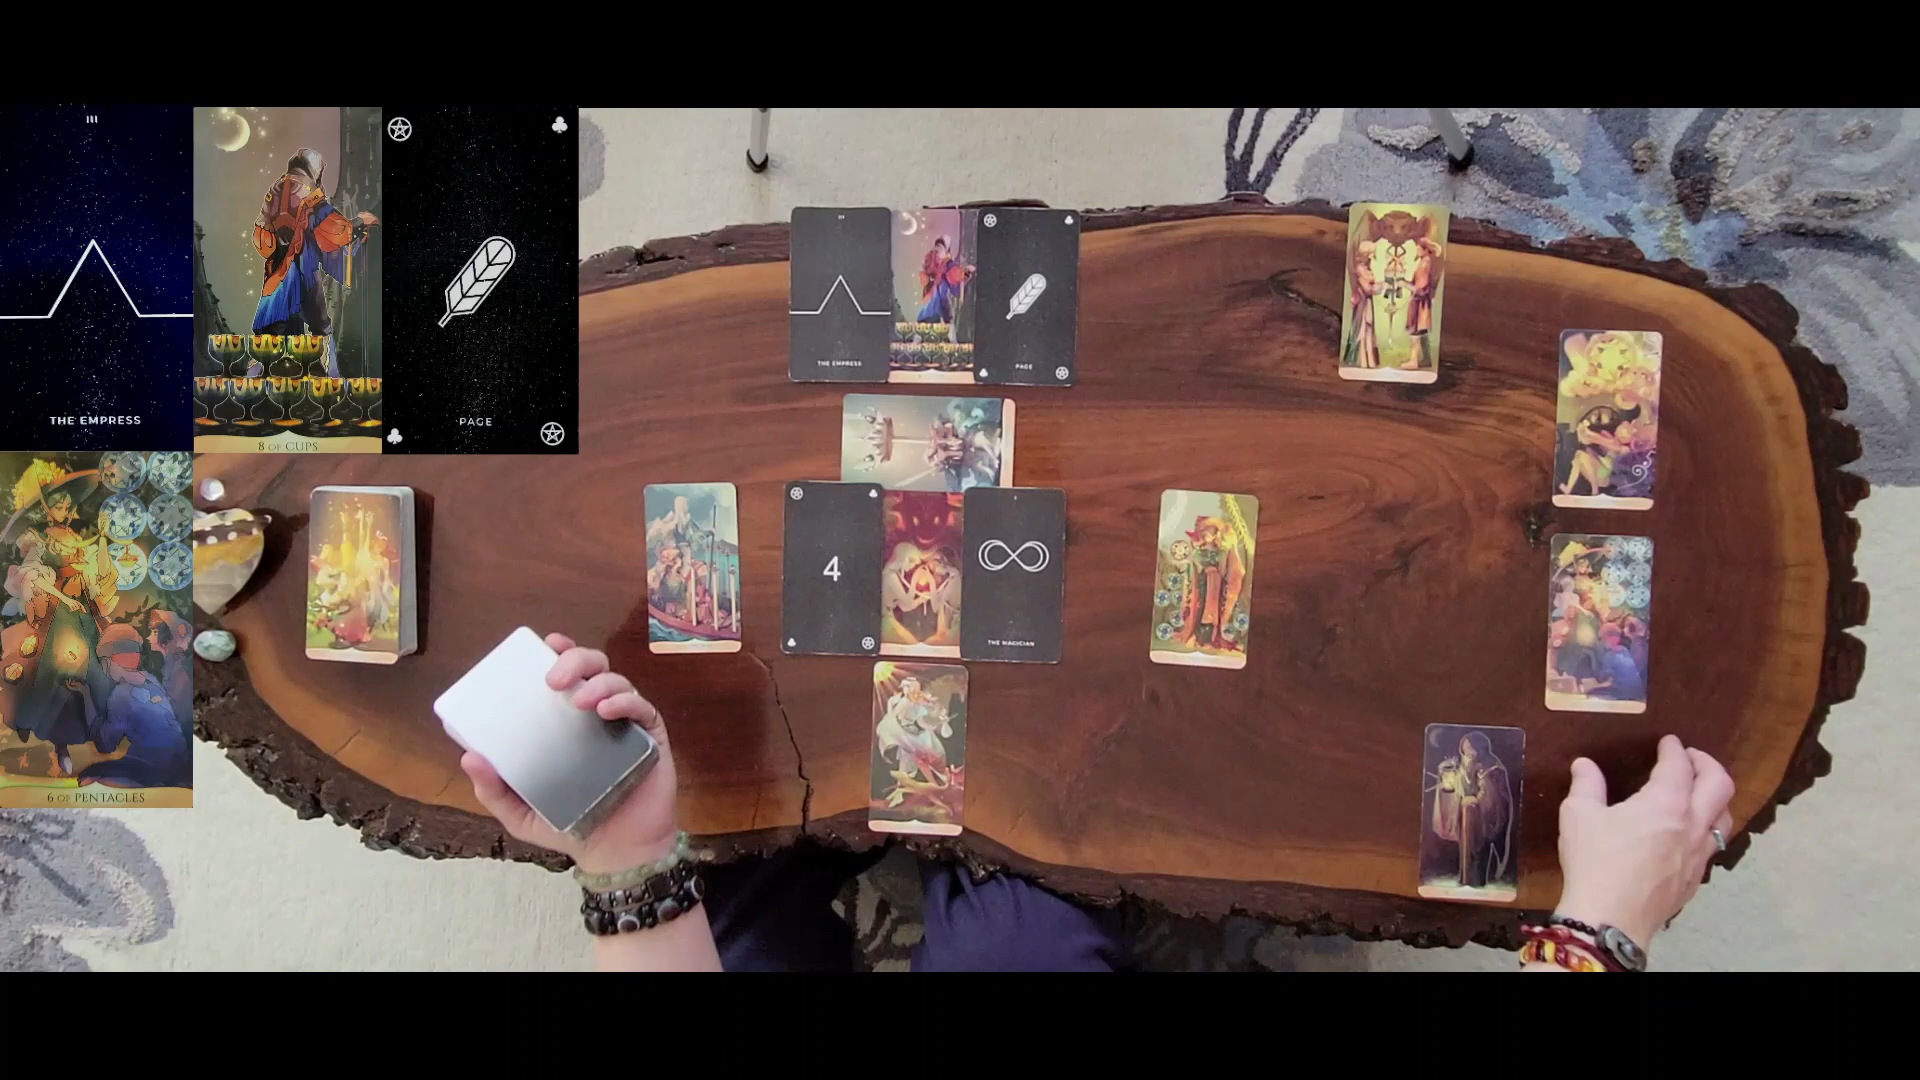 III
THE EMPRESS
8 OF CUPS
PAGE
6 OF PENTACLES
THE EMPRESS
PAGE
4
I
THE MAGICIAN